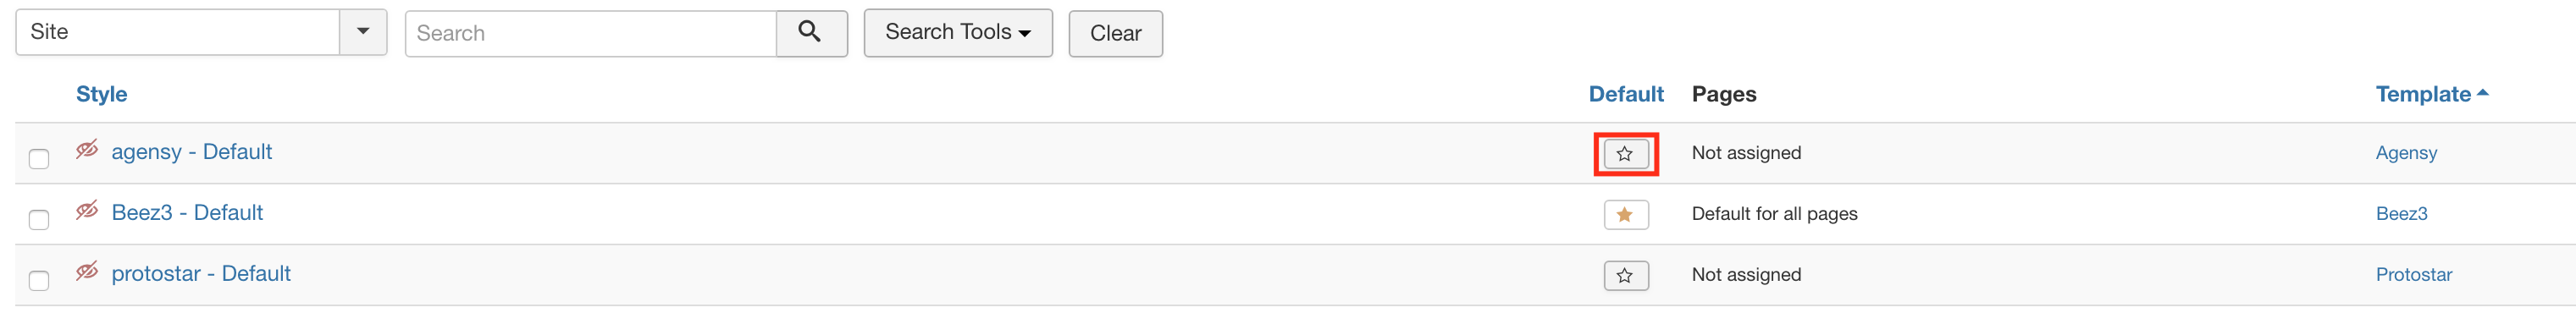 Site Search Search Tools Clear
Style Default Pages Template
agensy - Default Not assigned Agensy
Beez3 - Default Default for all pages Beez3
protostar - Default Not assigned Protostar